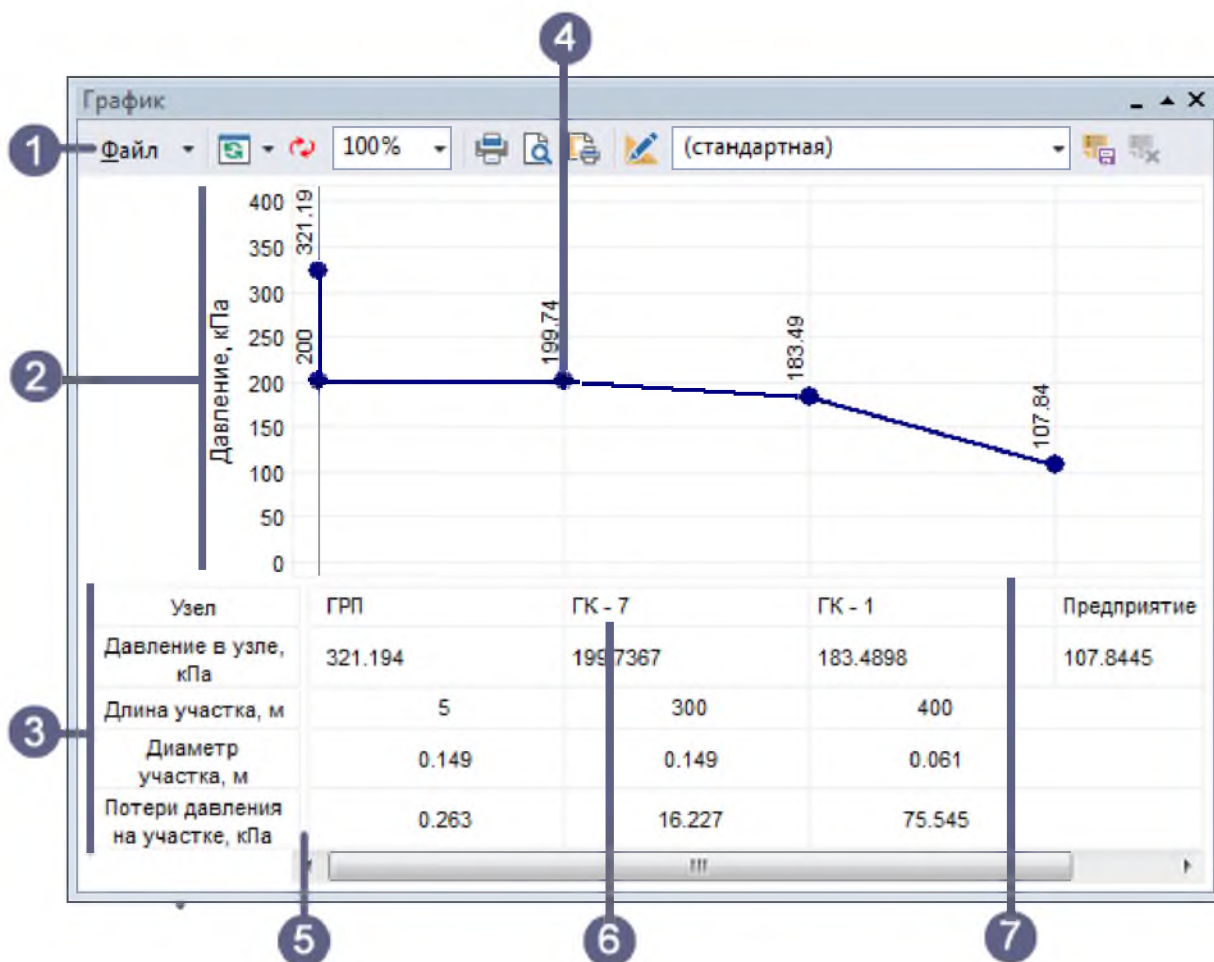 4
График
1
Файл
100%
(стандартная)
400
350
300
250
200
150
100
50
0
Давление, кПа
321.19
200
199.74
183.49
107.84
2
Узел
ГРП
ГК - 7
ГК - 1
Предприятие
Давление в узле,
кПа
321.194
199.7367
183.4898
107.8445
3
Длина участка, м
5
300
400
Диаметр
участка, м
0.149
0.149
0.061
Потери давления
на участке, кПа
0.263
16.227
75.545
5
6
7